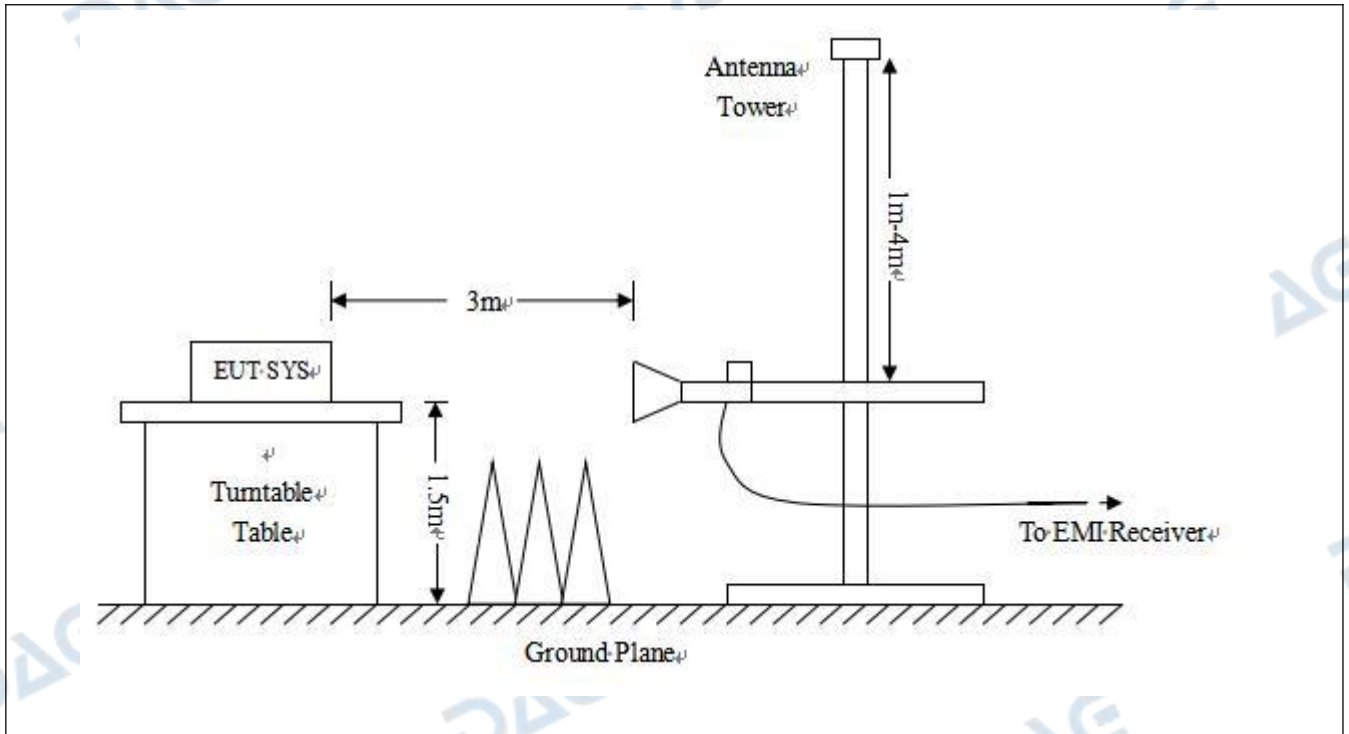 Antenna↵
Tower↵
1m-4m↵
3m↵
EUT·SYS↵
1.5m↵
↵
Turntable↵
Table↵
To·EMI·Receiver↵
Ground·Plane↵